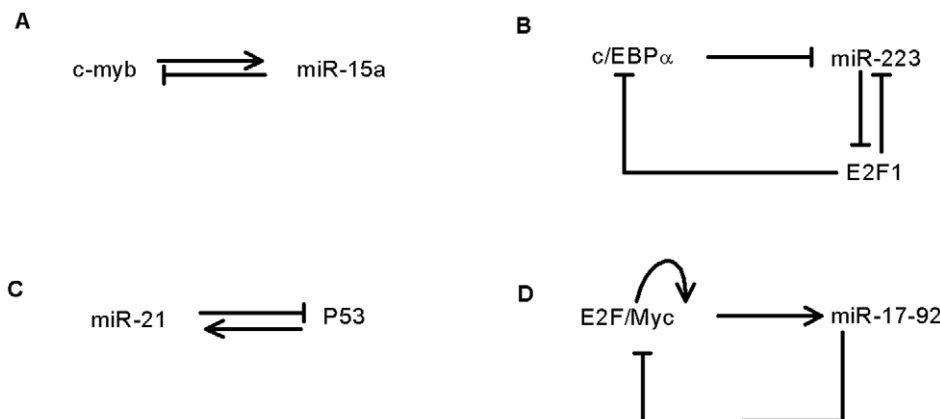 A
c-myb miR-15a
B
c/EBPα miR-223
E2F1
C
miR-21 P53
D
E2F/Myc miR-17-92